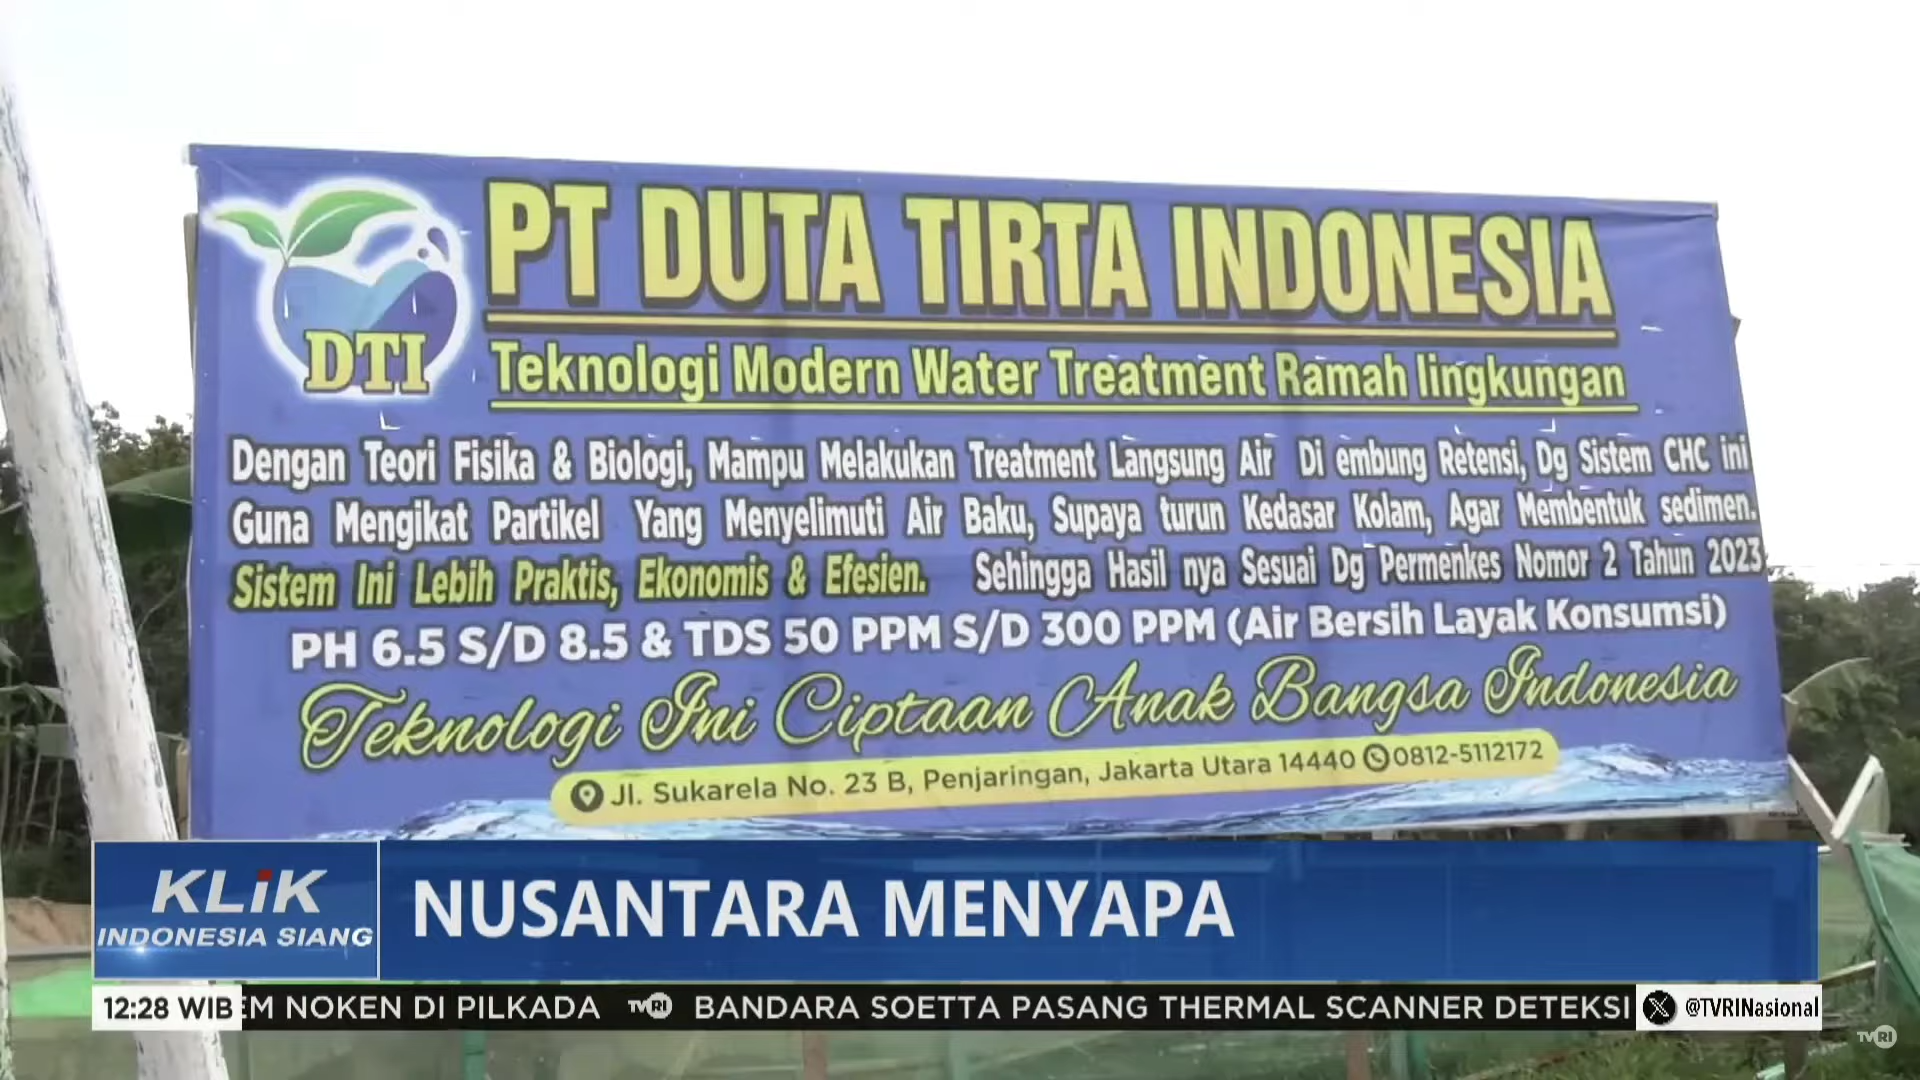 PT DUTA TIRTA INDONESIA
DTI
Teknologi Modern Water Treatment Ramah lingkungan
Dengan Teori Fisika & Biologi, Mampu Melakukan Treatment Langsung Air Di embung Retensi, Dg Sistem CHC ini
Guna Mengikat Partikel Yang Menyelimuti Air Baku, Supaya turun Kedasar Kolam, Agar Membentuk sedimen.
Sistem Ini Lebih Praktis, Ekonomis & Efesien. Sehingga Hasil nya Sesuai Dg Permenkes Nomor 2 Tahun 2023
PH 6.5 S/D 8.5 & TDS 50 PPM S/D 300 PPM (Air Bersih Layak Konsumsi)
Teknologi Ini Ciptaan Anak Bangsa Indonesia
Jl. Sukarela No. 23 B, Penjaringan, Jakarta Utara 14440 0812-5112172
KLiK
INDONESIA SIANG
NUSANTARA MENYAPA
12:28 WIB EM NOKEN DI PILKADA TVRI BANDARA SOETTA PASANG THERMAL SCANNER DETEKSI @TVRINasional
TVRI